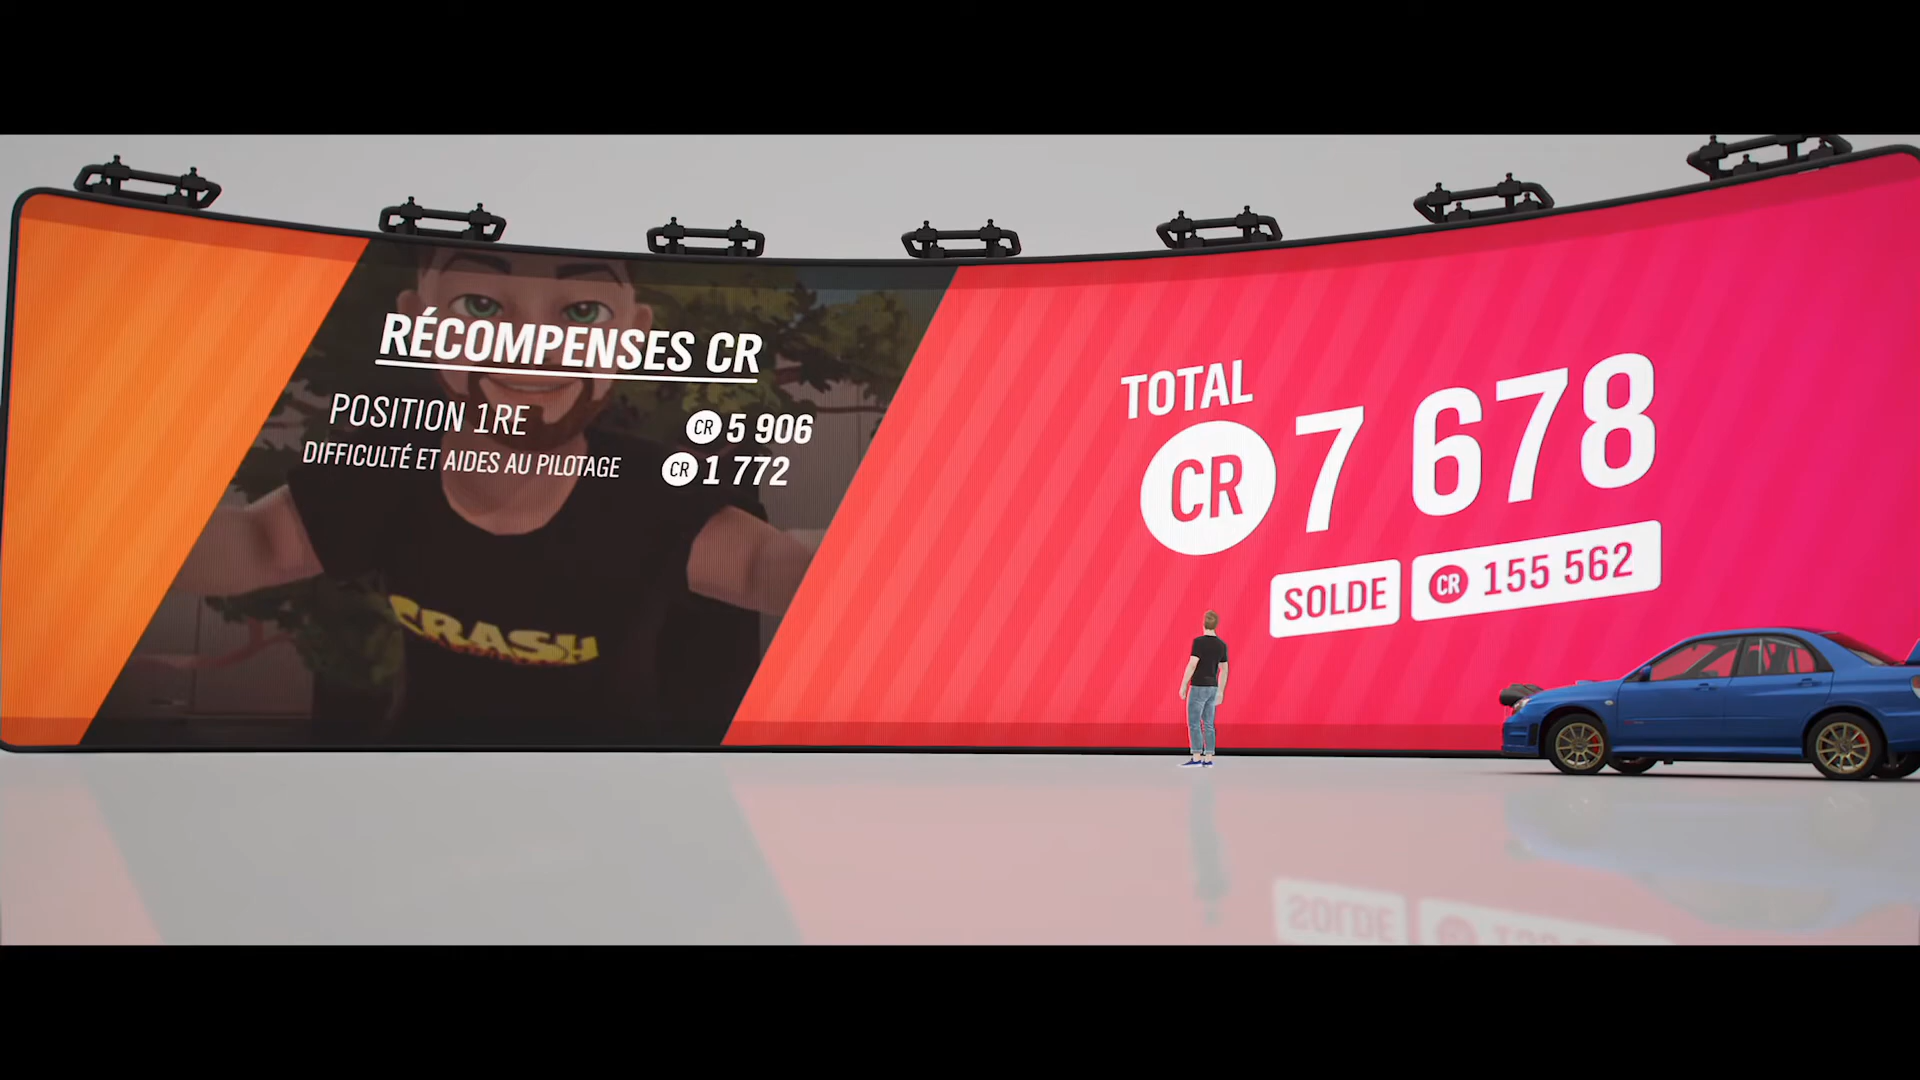 RÉCOMPENSES CR
POSITION 1RE
CR 5 906
DIFFICULTÉ ET AIDES AU PILOTAGE
CR 1 772
CRASH
TOTAL
CR 7 678
SOLDE
CR 155 562